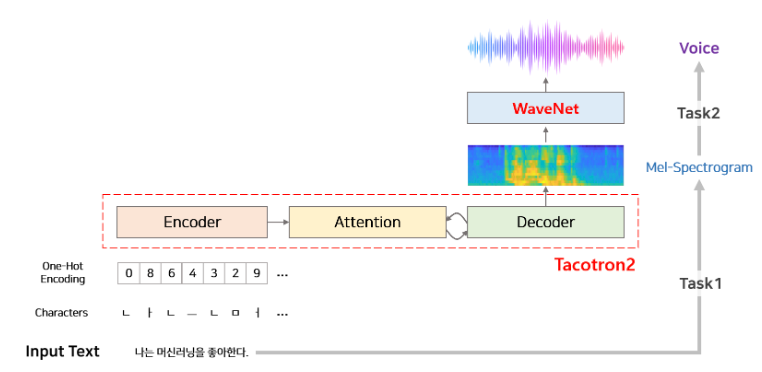 Voice
WaveNet
Task2
Mel-Spectrogram
Encoder
Attention
Decoder
Tacotron2
One-Hot
Encoding
0 8 6 4 3 2 9 ...
Task1
Characters
ㄴ ㅏ ㄴ ㅡ ㄴ ㅁ ㅓ ...
Input Text
나는 머신러닝을 좋아한다.